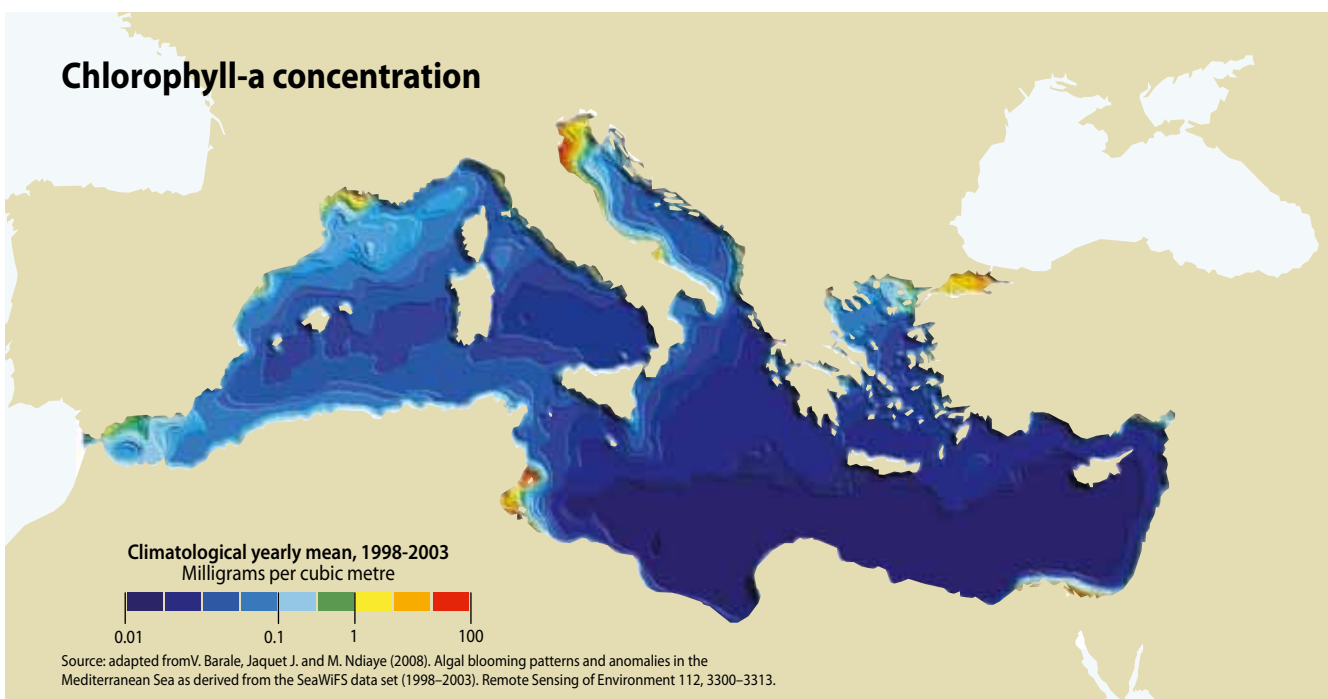 Chlorophyll-a concentration
Climatological yearly mean, 1998-2003
Milligrams per cubic metre
0.01 0.1 1 100
Source: adapted fromV. Barale, Jaquet J. and M. Ndiaye (2008). Algal blooming patterns and anomalies in the
Mediterranean Sea as derived from the SeaWiFS data set (1998–2003). Remote Sensing of Environment 112, 3300–3313.